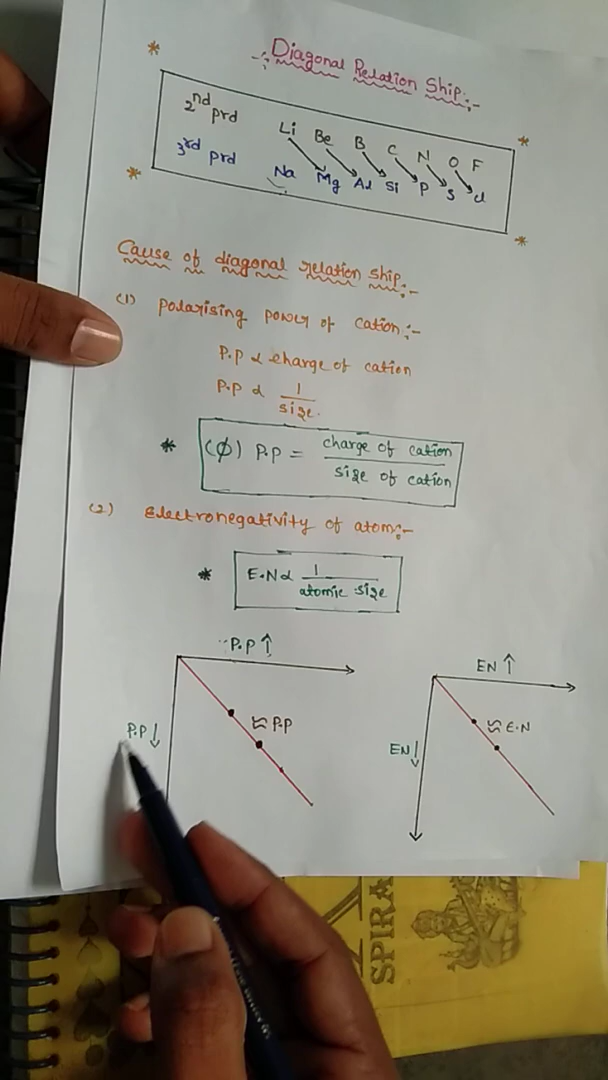 * -:Diagonal Relation Ship:-
2nd prd Li Be B C N O F *
3rd prd Na Mg Al Si P S Cl
*
*
Cause of diagonal relation ship:-
(1) Polarising power of cation:-
P.P ∝ charge of cation
P.P ∝ 1/size.
* (ϕ) P.P = charge of cation / size of cation
(2) Electronegativity of atom:-
* E.N ∝ 1/atomic size
P.P ↑ EN ↑
P.P ↓ ≈ P.P EN ↓ ≈ E.N
SPIRA